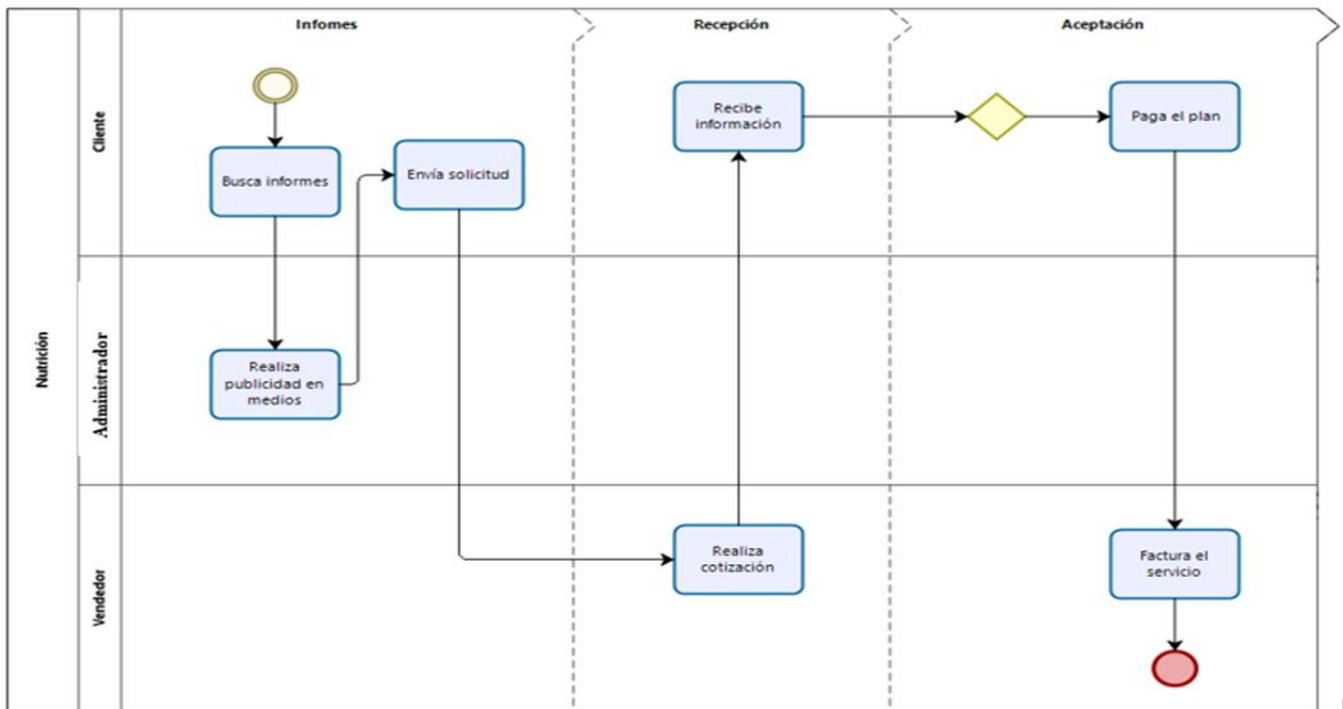 Infomes
Recepción
Aceptación
Nutrición
Cliente
Busca informes
Envía solicitud
Recibe
información
Paga el plan
Administrador
Realiza
publicidad en
medios
Vendedor
Realiza
cotización
Factura el
servicio